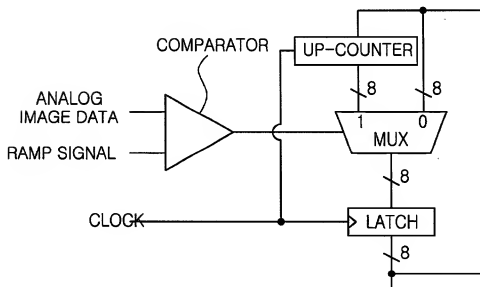 COMPARATOR
UP-COUNTER
8
8
ANALOG
IMAGE DATA
1
0
MUX
RAMP SIGNAL
8
CLOCK
LATCH
8